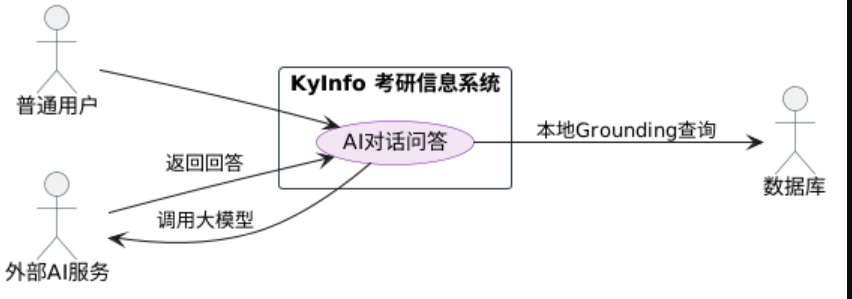 普通用户
KyInfo 考研信息系统
AI对话问答
本地Grounding查询
数据库
返回回答
调用大模型
外部AI服务